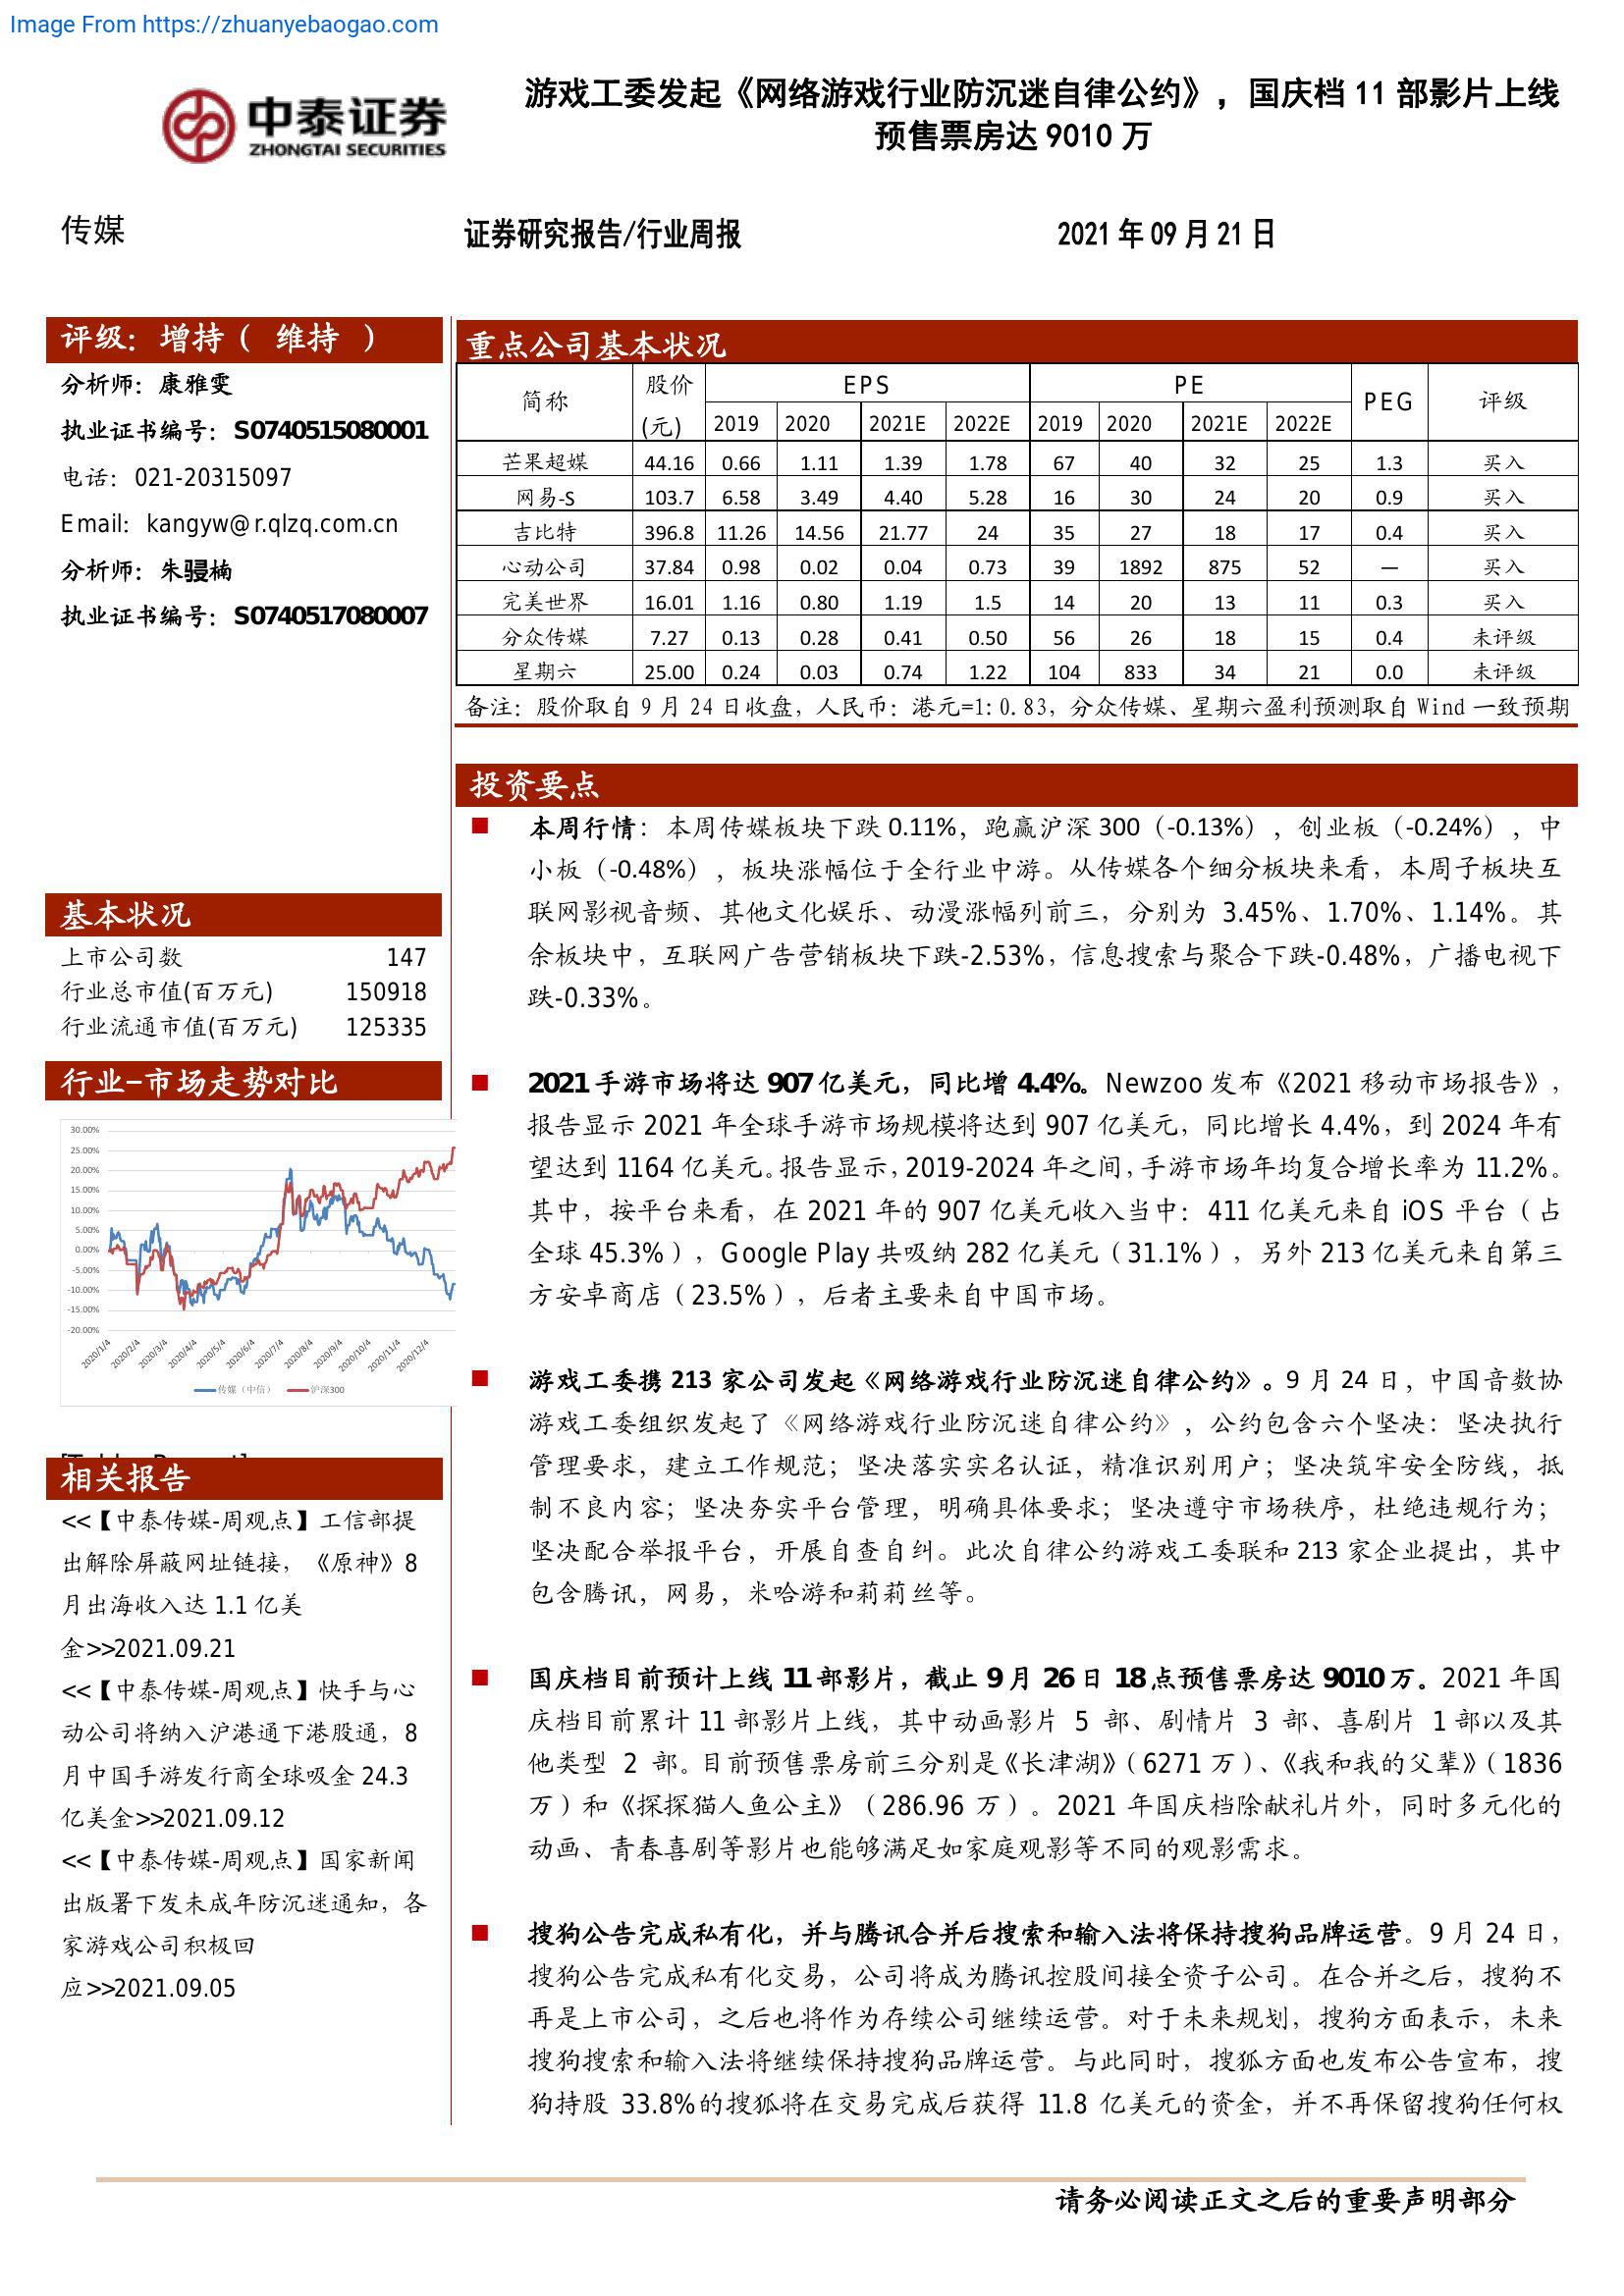 Image From https://zhuanyebaogao.com
中泰证券
ZHONGTAI SECURITIES
游戏工委发起《网络游戏行业防沉迷自律公约》，国庆档 11 部影片上线
预售票房达 9010 万
传媒
证券研究报告/行业周报
2021 年 09 月 21 日
评级：增持（ 维持 ）
分析师：康雅雯
执业证书编号：S0740515080001
电话：021-20315097
Email：kangyw@r.qlzq.com.cn
分析师：朱骎楠
执业证书编号：S0740517080007
基本状况
上市公司数 147
行业总市值(百万元) 150918
行业流通市值(百万元) 125335
行业-市场走势对比
30.00%
25.00%
20.00%
15.00%
10.00%
5.00%
0.00%
-5.00%
-10.00%
-15.00%
-20.00%
2020/1/4 2020/2/4 2020/3/4 2020/4/4 2020/5/4 2020/6/4 2020/7/4 2020/8/4 2020/9/4 2020/10/4 2020/11/4 2020/12/4
传媒（中信） 沪深300
相关报告
<<【中泰传媒-周观点】工信部提
出解除屏蔽网址链接，《原神》8
月出海收入达 1.1 亿美
金>>2021.09.21
<<【中泰传媒-周观点】快手与心
动公司将纳入沪港通下港股通，8
月中国手游发行商全球吸金 24.3
亿美金>>2021.09.12
<<【中泰传媒-周观点】国家新闻
出版署下发未成年防沉迷通知，各
家游戏公司积极回
应>>2021.09.05
重点公司基本状况
简称 股价 EPS PE PEG 评级
(元) 2019 2020 2021E 2022E 2019 2020 2021E 2022E
芒果超媒 44.16 0.66 1.11 1.39 1.78 67 40 32 25 1.3 买入
网易-S 103.7 6.58 3.49 4.40 5.28 16 30 24 20 0.9 买入
吉比特 396.8 11.26 14.56 21.77 24 35 27 18 17 0.4 买入
心动公司 37.84 0.98 0.02 0.04 0.73 39 1892 875 52 — 买入
完美世界 16.01 1.16 0.80 1.19 1.5 14 20 13 11 0.3 买入
分众传媒 7.27 0.13 0.28 0.41 0.50 56 26 18 15 0.4 未评级
星期六 25.00 0.24 0.03 0.74 1.22 104 833 34 21 0.0 未评级
备注：股价取自 9 月 24 日收盘，人民币：港元=1：0.83，分众传媒、星期六盈利预测取自 Wind 一致预期
投资要点
■ 本周行情：本周传媒板块下跌 0.11%，跑赢沪深 300（-0.13%），创业板（-0.24%），中
小板（-0.48%），板块涨幅位于全行业中游。从传媒各个细分板块来看，本周子板块互
联网影视音频、其他文化娱乐、动漫涨幅列前三，分别为 3.45%、1.70%、1.14%。其
余板块中，互联网广告营销板块下跌-2.53%，信息搜索与聚合下跌-0.48%，广播电视下
跌-0.33%。
■ 2021 手游市场将达 907 亿美元，同比增 4.4%。Newzoo 发布《2021 移动市场报告》，
报告显示 2021 年全球手游市场规模将达到 907 亿美元，同比增长 4.4%，到 2024 年有
望达到 1164 亿美元。报告显示，2019-2024 年之间，手游市场年均复合增长率为 11.2%。
其中，按平台来看，在 2021 年的 907 亿美元收入当中：411 亿美元来自 iOS 平台（占
全球 45.3%），Google Play 共吸纳 282 亿美元（31.1%），另外 213 亿美元来自第三
方安卓商店（23.5%），后者主要来自中国市场。
■ 游戏工委携 213 家公司发起《网络游戏行业防沉迷自律公约》。9 月 24 日，中国音数协
游戏工委组织发起了《网络游戏行业防沉迷自律公约》，公约包含六个坚决：坚决执行
管理要求，建立工作规范；坚决落实实名认证，精准识别用户；坚决筑牢安全防线，抵
制不良内容；坚决夯实平台管理，明确具体要求；坚决遵守市场秩序，杜绝违规行为；
坚决配合举报平台，开展自查自纠。此次自律公约游戏工委联和 213 家企业提出，其中
包含腾讯，网易，米哈游和莉莉丝等。
■ 国庆档目前预计上线 11 部影片，截止 9 月 26 日 18 点预售票房达 9010 万。2021 年国
庆档目前累计 11 部影片上线，其中动画影片 5 部、剧情片 3 部、喜剧片 1 部以及其
他类型 2 部。目前预售票房前三分别是《长津湖》（6271 万）、《我和我的父辈》（1836
万）和《探探猫人鱼公主》（286.96 万）。2021 年国庆档除献礼片外，同时多元化的
动画、青春喜剧等影片也能够满足如家庭观影等不同的观影需求。
■ 搜狗公告完成私有化，并与腾讯合并后搜索和输入法将保持搜狗品牌运营。9 月 24 日，
搜狗公告完成私有化交易，公司将成为腾讯控股间接全资子公司。在合并之后，搜狗不
再是上市公司，之后也将作为存续公司继续运营。对于未来规划，搜狗方面表示，未来
搜狗搜索和输入法将继续保持搜狗品牌运营。与此同时，搜狐方面也发布公告宣布，搜
狗持股 33.8%的搜狐将在交易完成后获得 11.8 亿美元的资金，并不再保留搜狗任何权
请务必阅读正文之后的重要声明部分